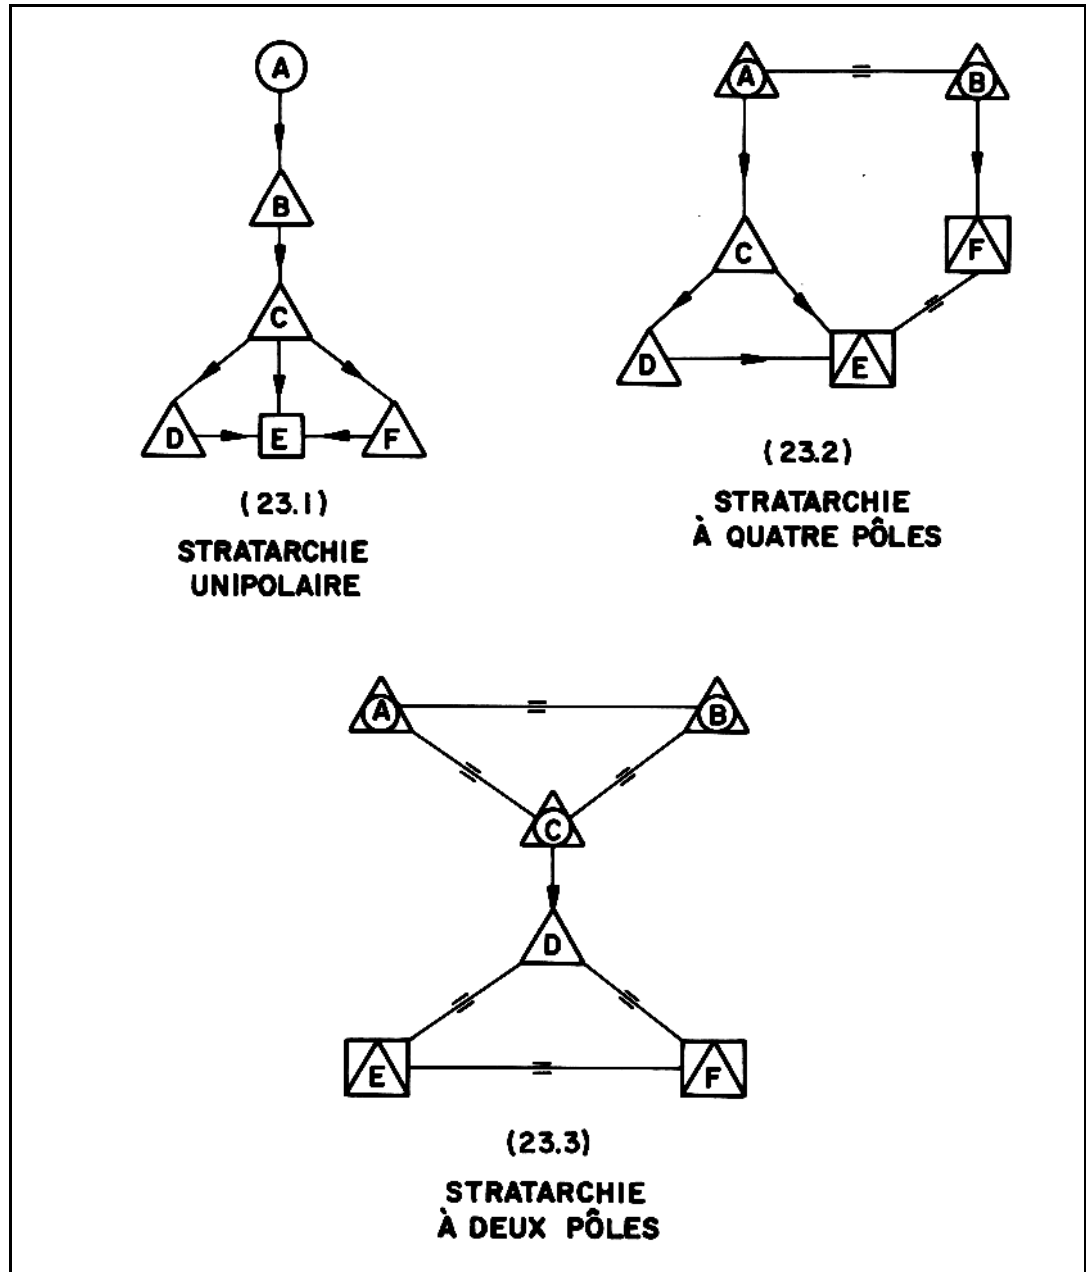 A
B
C
D E F
(23.1)
STRATARCHIE
UNIPOLAIRE
A B
C F
D E
(23.2)
STRATARCHIE
À QUATRE PÔLES
A B
C
D
E F
(23.3)
STRATARCHIE
À DEUX PÔLES